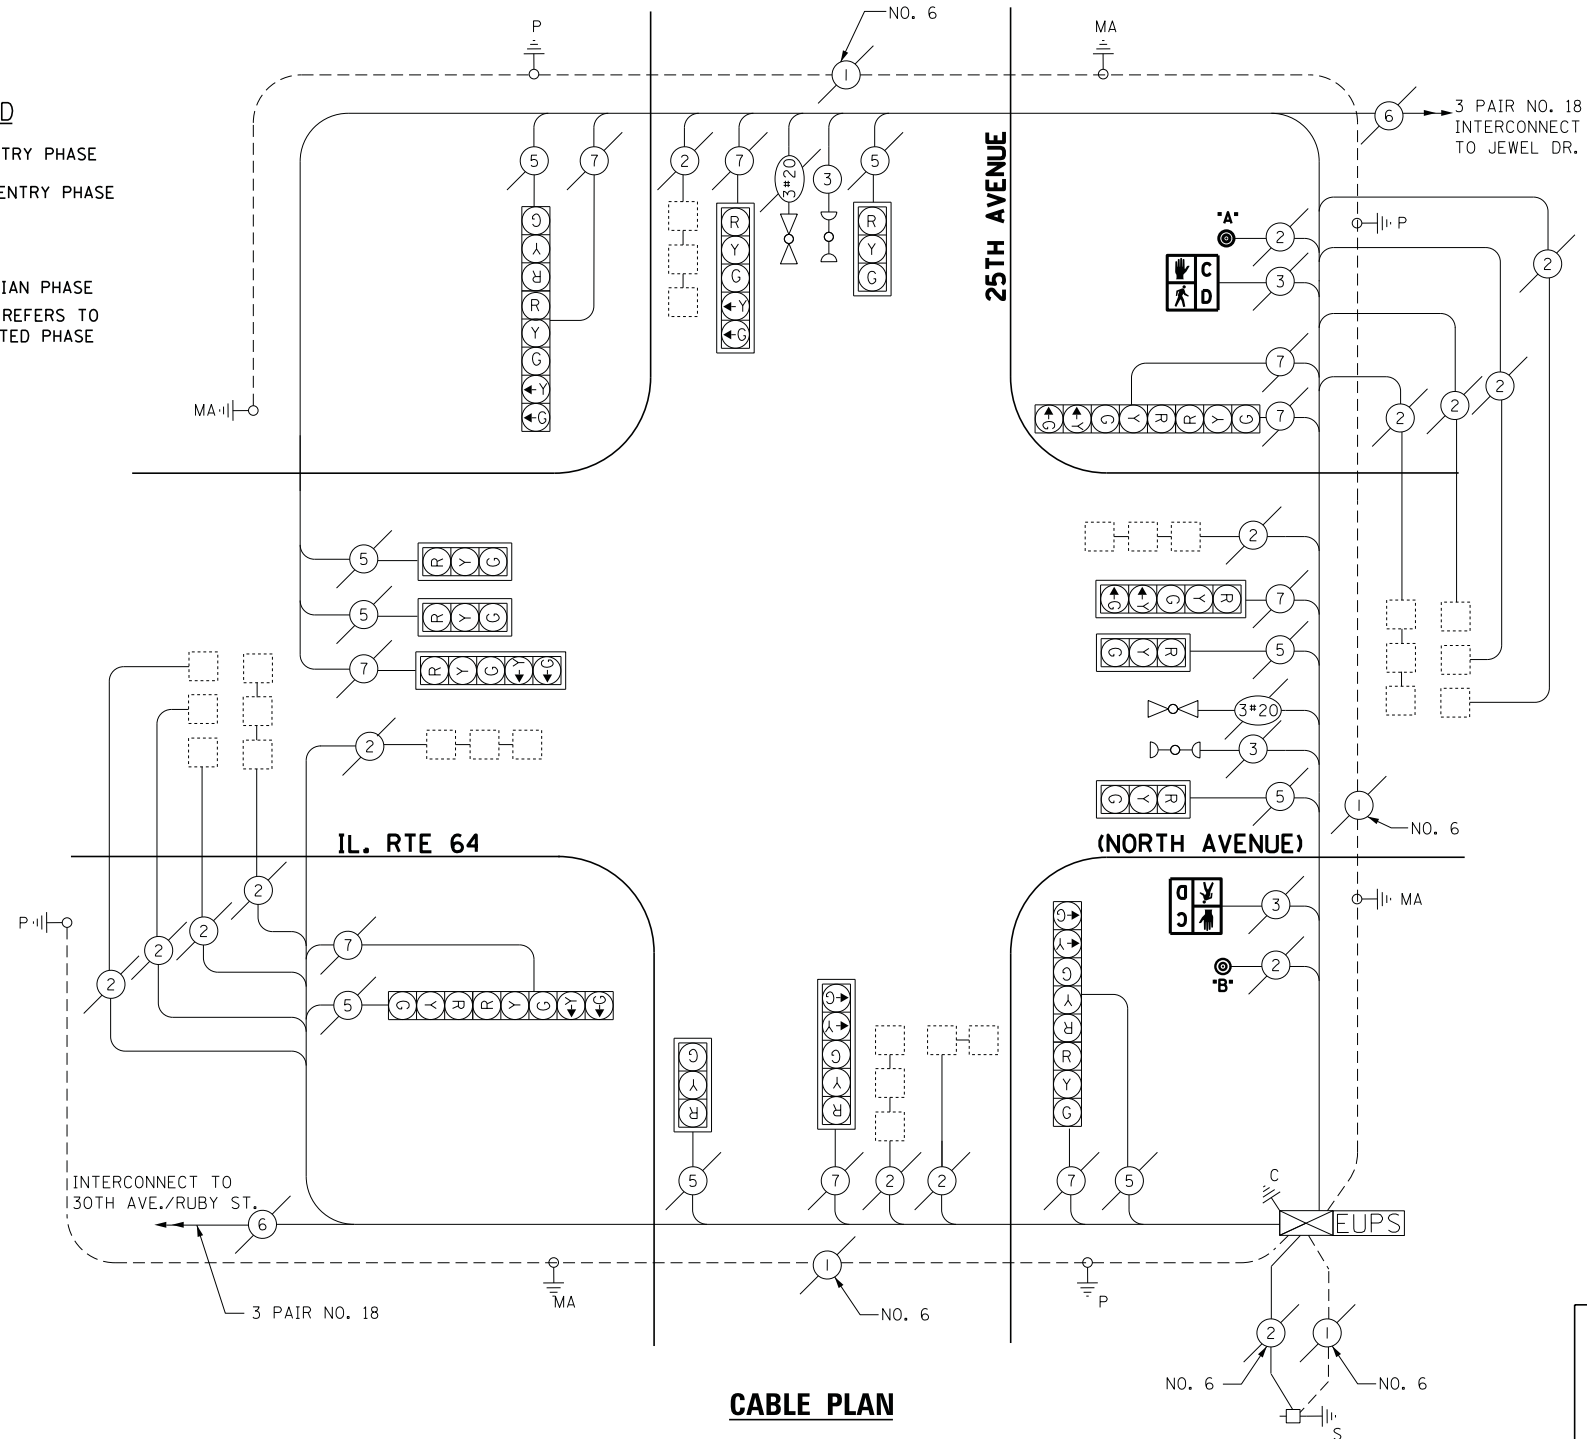 D
TRY PHASE
ENTRY PHASE
IAN PHASE
REFERS TO
TED PHASE
P
NO. 6
MA
1
6
3 PAIR NO. 18
INTERCONNECT
TO JEWEL DR.
5
7
2
7
3#20
3
5
G
Y
R
R
Y
G
Y
G
R
Y
G
Y
G
R
Y
G
25TH AVENUE
"A"
2
C
D
3
P
2
7
G Y G Y R R Y G
7
2
2
2
MA
5
R Y G
5
R Y G
7
R Y G Y G
2
2
G Y G Y R
7
G Y R
5
3#20
3
G Y R
5
1
NO. 6
IL. RTE 64
(NORTH AVENUE)
2
2
2
2
P
7
5
G Y R R Y G Y G
D
C
3
MA
2
"B"
G
Y
G
Y
R
R
Y
G
G
Y
G
Y
R
G
Y
R
5
7
2
2
7
5
INTERCONNECT TO
30TH AVE./RUBY ST.
6
C
EUPS
3 PAIR NO. 18
MA
1
NO. 6
P
2
1
NO. 6
NO. 6
S
CABLE PLAN